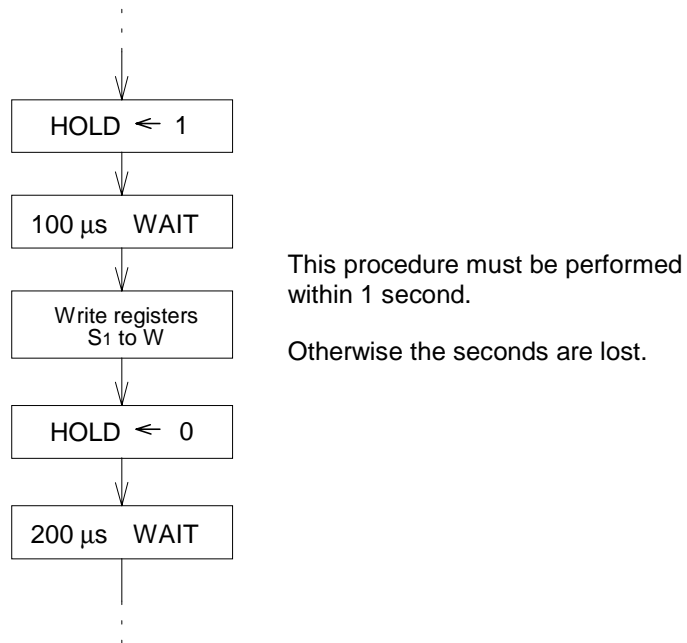 HOLD ← 1
100 μs WAIT
Write registers
S1 to W
HOLD ← 0
200 μs WAIT
This procedure must be performed
within 1 second.
Otherwise the seconds are lost.